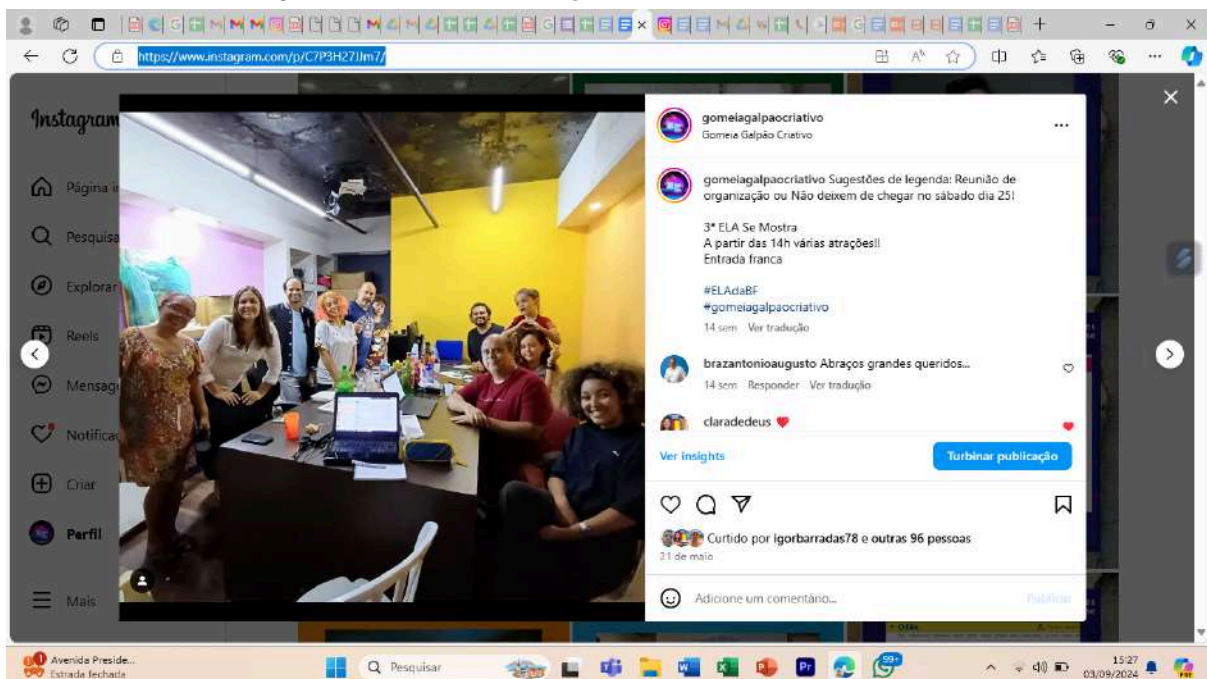 https://www.instagram.com/p/C7P3H27JJm7/
Instagram
gomeiagalpaocriativo
Gomeia Galpão Criativo
gomeiagalpaocriativo Sugestões de legenda: Reunião de
organização ou Não deixem de chegar no sábado dia 25!
3ª ELA Se Mostra
A partir das 14h várias atrações!!
Entrada franca
#ELAdaBF
#gomeiagalpaocriativo
14 sem Ver tradução
brazantonioaugusto Abraços grandes queridos...
14 sem Responder Ver tradução
claradedeus
Ver insights
Turbinar publicação
Curtido por igorbarradas78 e outras 96 pessoas
21 de maio
Adicione um comentário...
Publicar
Página
Pesquisa
Explorar
Reels
Criar
Perfil
Mais
Avenida Preside...
Estrada fechada
Pesquisar
99+
15:27
03/09/2024